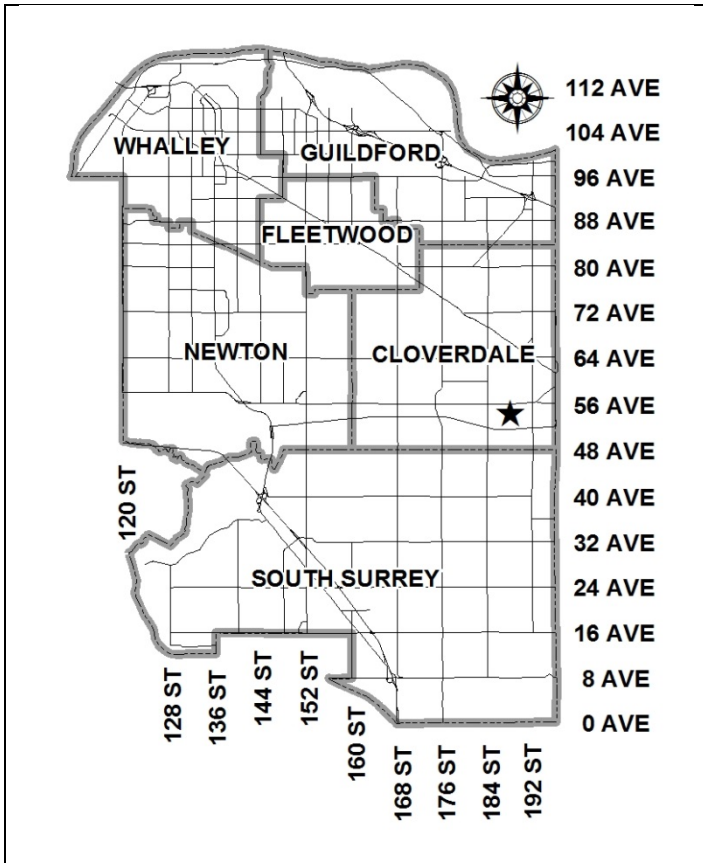 112 AVE
104 AVE
WHALLEY
GUILDFORD
96 AVE
88 AVE
FLEETWOOD
80 AVE
72 AVE
NEWTON
CLOVERDALE
64 AVE
56 AVE
48 AVE
120 ST
40 AVE
32 AVE
SOUTH SURREY
24 AVE
16 AVE
8 AVE
0 AVE
128 ST
136 ST
144 ST
152 ST
160 ST
168 ST
176 ST
184 ST
192 ST